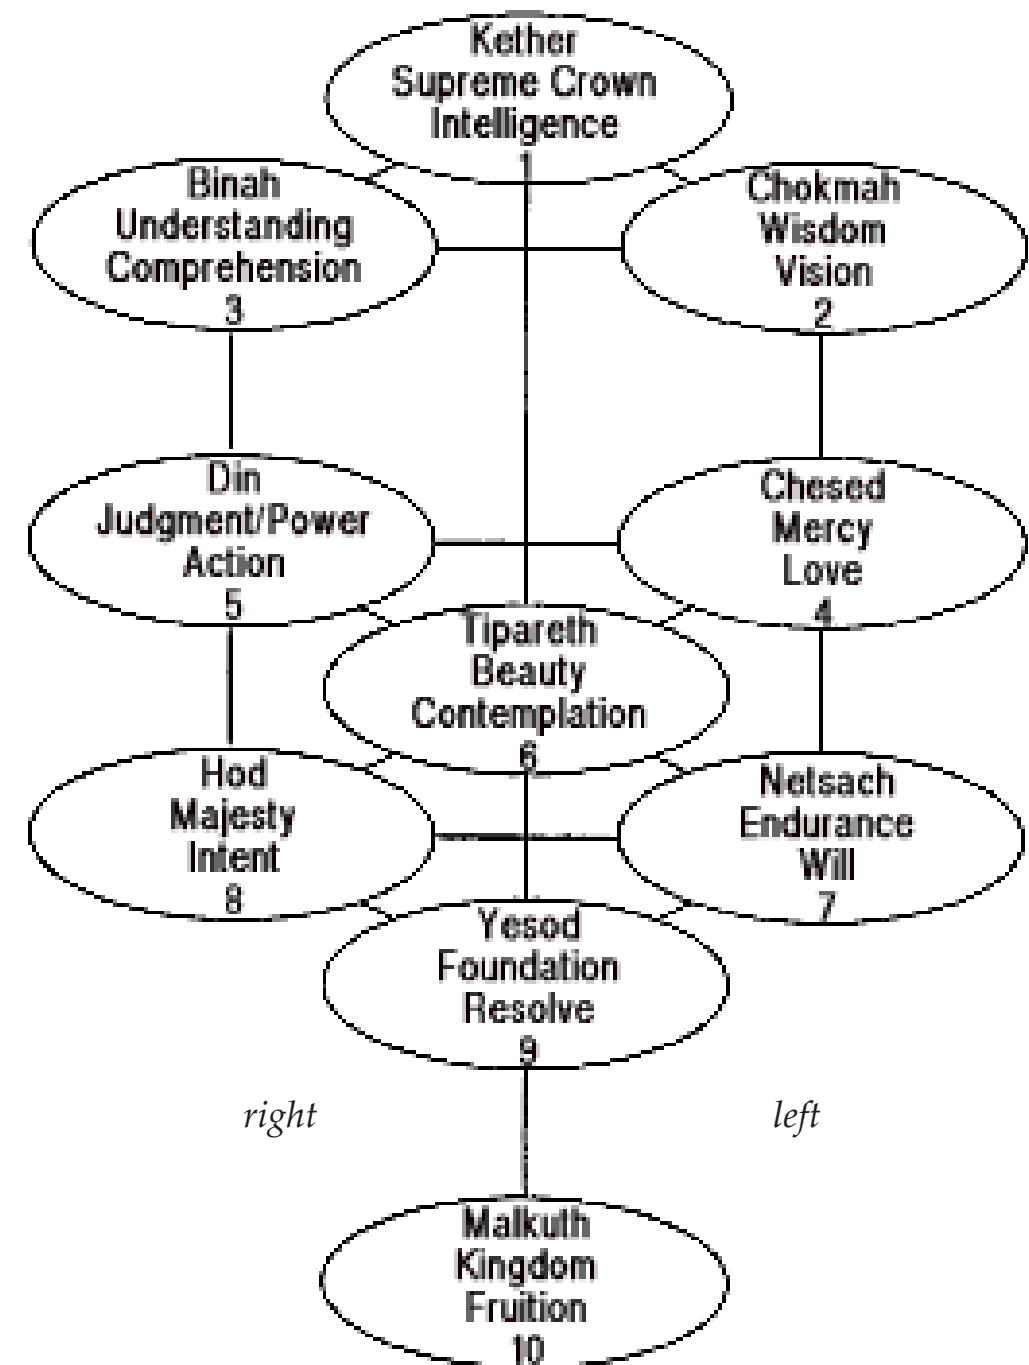 Kether
Supreme Crown
Intelligence
1
Binah
Understanding
Comprehension
3
Chokmah
Wisdom
Vision
2
Din
Judgment/Power
Action
5
Chesed
Mercy
Love
4
Tipareth
Beauty
Contemplation
6
Hod
Majesty
Intent
8
Netsach
Endurance
Will
7
Yesod
Foundation
Resolve
9
right
left
Malkuth
Kingdom
Fruition
10